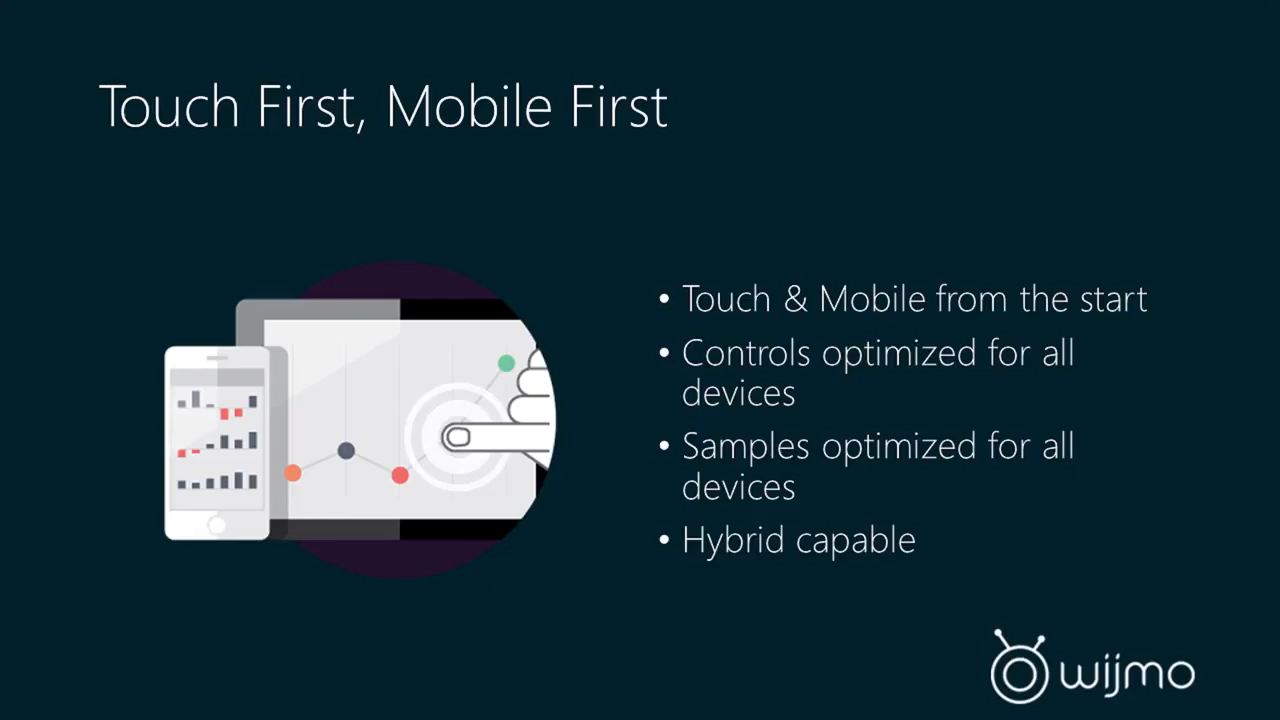 Touch First, Mobile First
• Touch & Mobile from the start
• Controls optimized for all
devices
• Samples optimized for all
devices
• Hybrid capable
wijmo